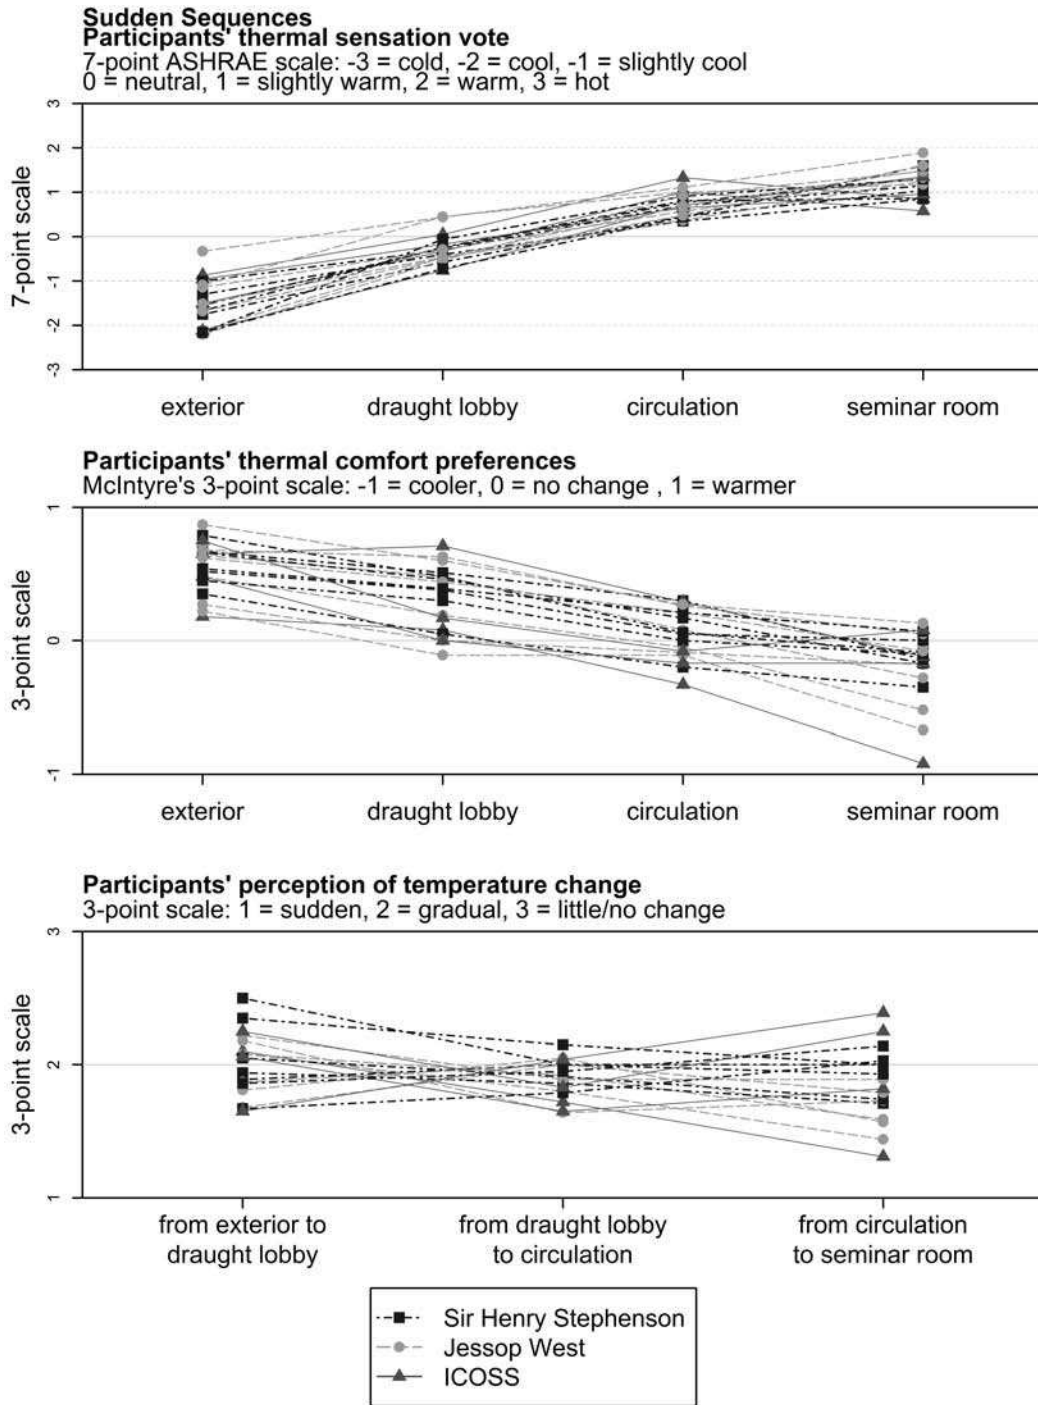 Sudden Sequences
Participants' thermal sensation vote
7-point ASHRAE scale: -3 = cold, -2 = cool, -1 = slightly cool
0 = neutral, 1 = slightly warm, 2 = warm, 3 = hot
7-point scale
3
2
1
0
-1
-2
-3
exterior
draught lobby
circulation
seminar room
Participants' thermal comfort preferences
McIntyre's 3-point scale: -1 = cooler, 0 = no change , 1 = warmer
3-point scale
1
0
-1
exterior
draught lobby
circulation
seminar room
Participants' perception of temperature change
3-point scale: 1 = sudden, 2 = gradual, 3 = little/no change
3-point scale
3
2
1
from exterior to
draught lobby
from draught lobby
to circulation
from circulation
to seminar room
Sir Henry Stephenson
Jessop West
ICOSS